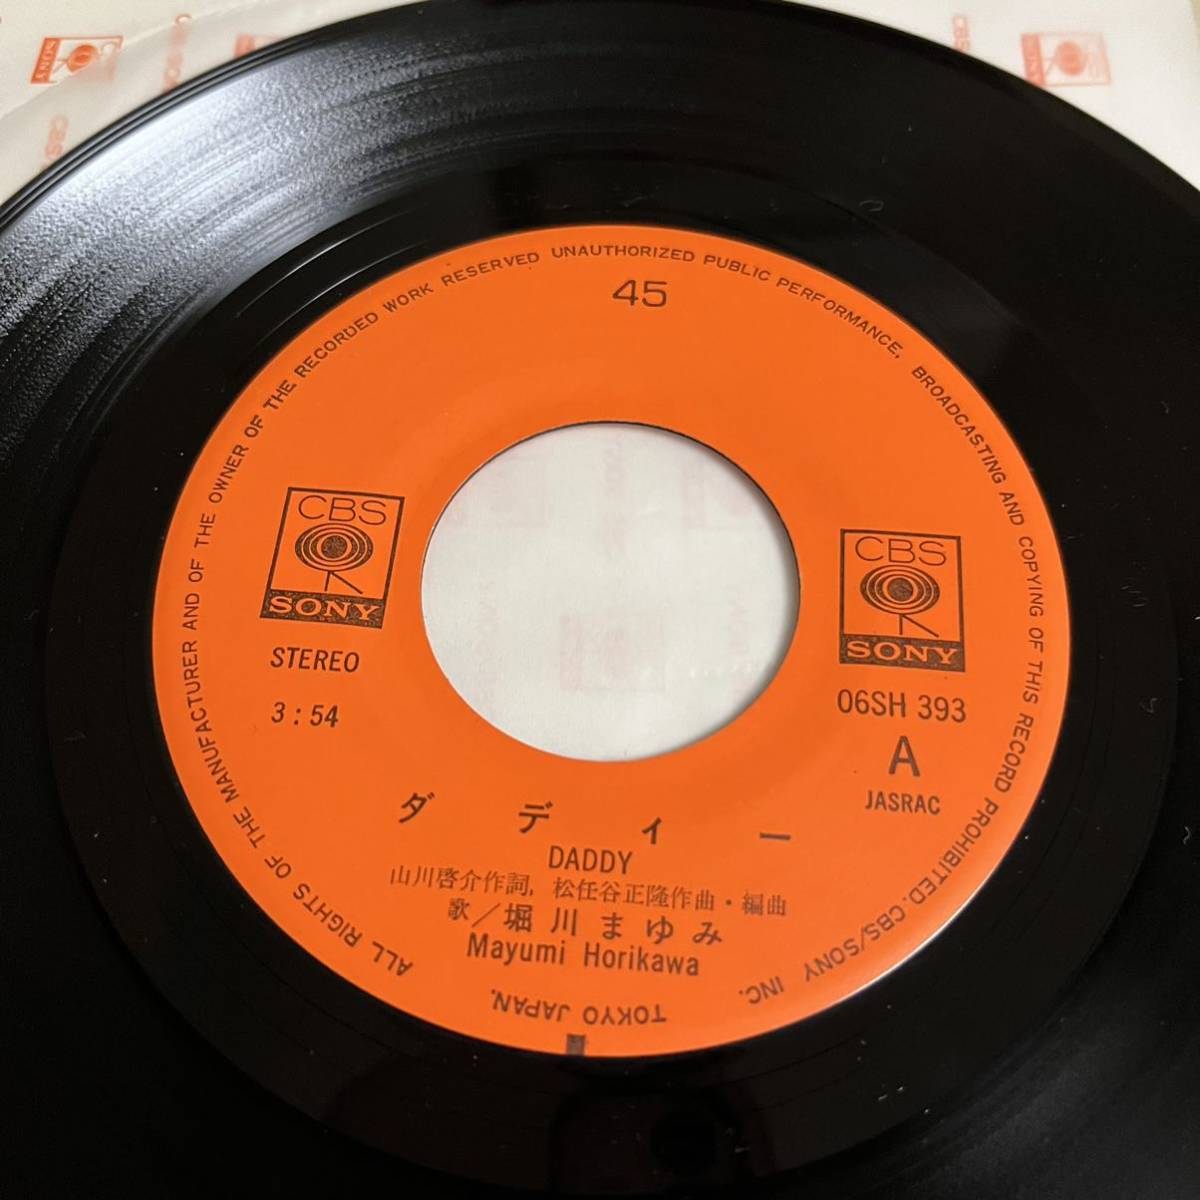 45
ALL RIGHTS OF THE MANUFACTURER AND OF THE OWNER OF THE RECORDED WORK RESERVED UNAUTHORIZED PUBLIC PERFORMANCE, BROADCASTING AND COPYING OF THIS RECORD PROHIBITED. CBS/SONY INC. TOKYO JAPAN.
CBS
SONY
STEREO
3:54
CBS
SONY
06SH 393
A
JASRAC
ダディー
DADDY
山川啓介作詞, 松任谷正隆作曲・編曲
歌/堀川まゆみ
Mayumi Horikawa
SONY
CBS